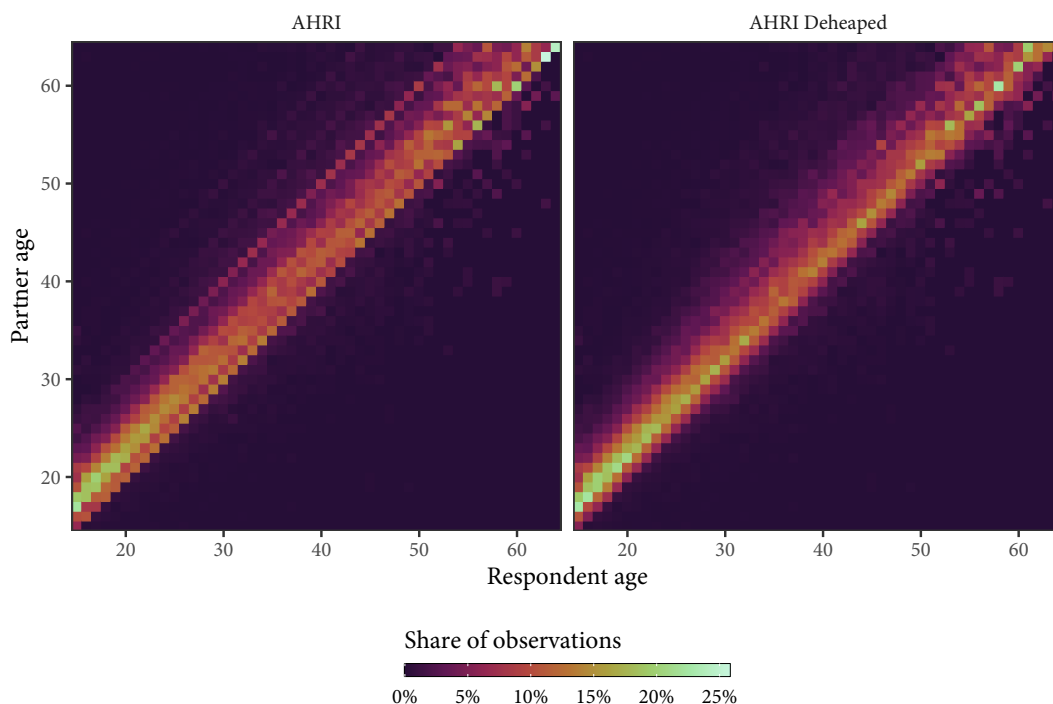 AHRI
AHRI Deheaped
Partner age
60
50
40
30
20
20 30 40 50 60
20 30 40 50 60
Respondent age
Share of observations
0% 5% 10% 15% 20% 25%